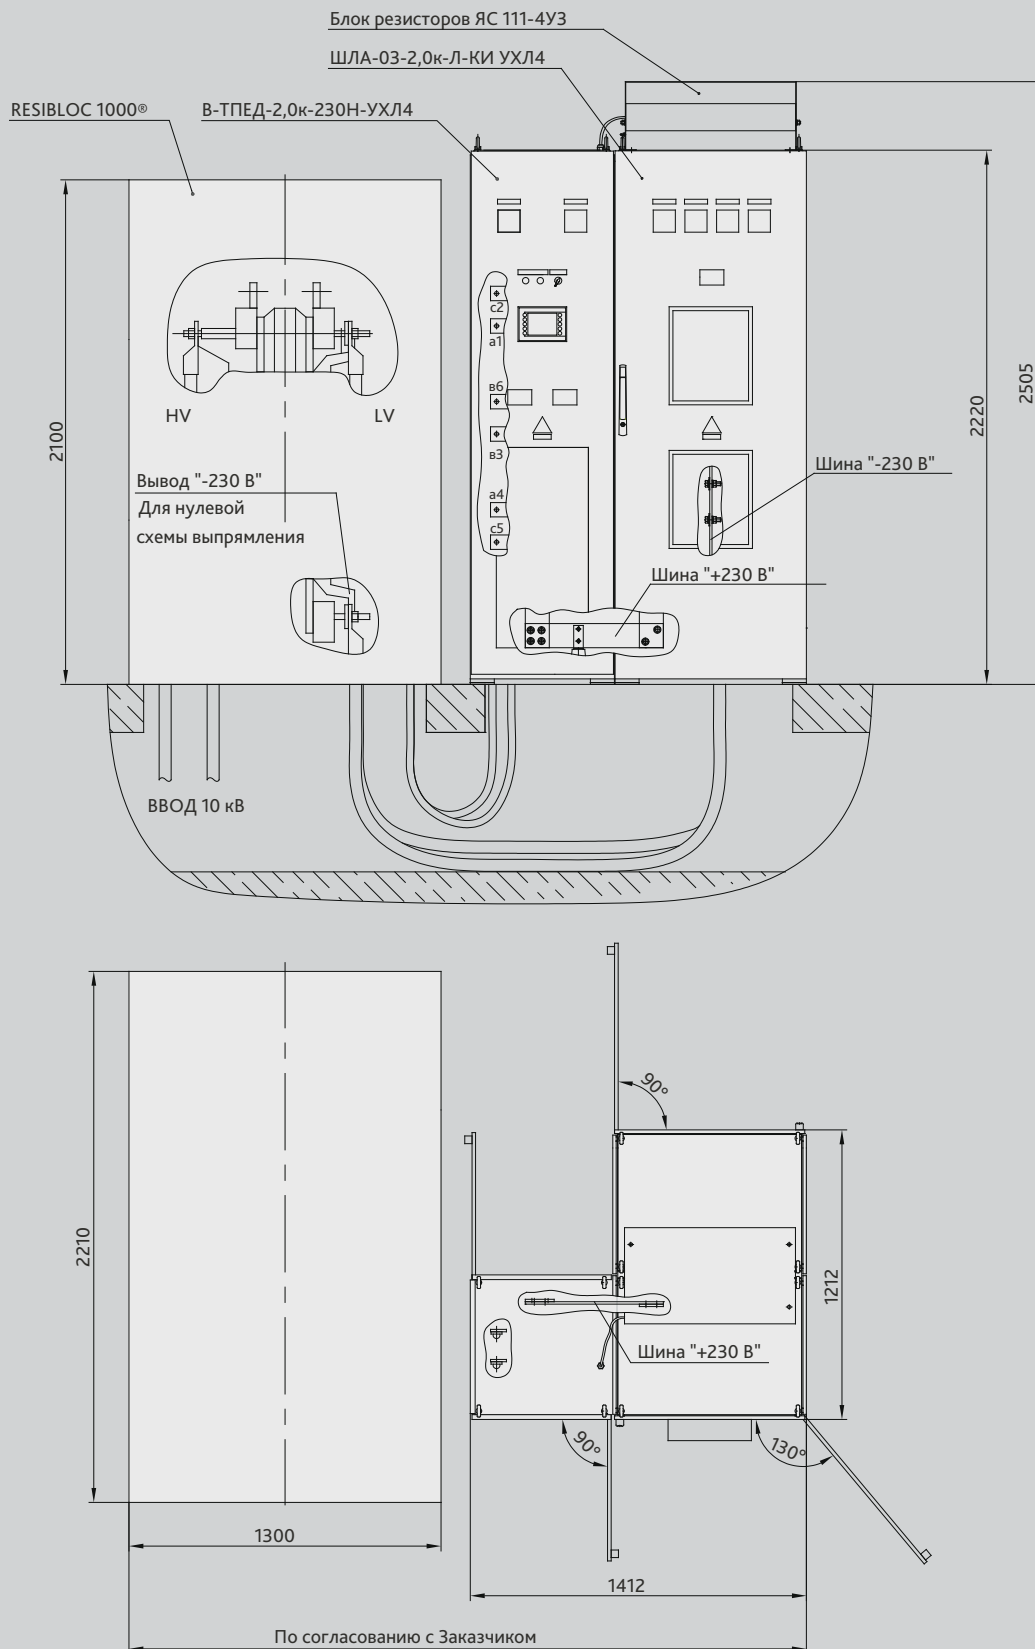 Блок резисторов ЯС 111-4УЗ
ШЛА-03-2,0к-Л-КИ УХЛ4
RESIBLOC 1000®
В-ТПЕД-2,0к-230Н-УХЛ4
с2
а1
в6
в3
а4
с5
HV
LV
2100
2220
2505
Вывод "-230 В"
Для нулевой
схемы выпрямления
Шина "-230 В"
Шина "+230 В"
ВВОД 10 кВ
90°
2210
1212
Шина "+230 В"
90°
130°
1300
1412
По согласованию с Заказчиком